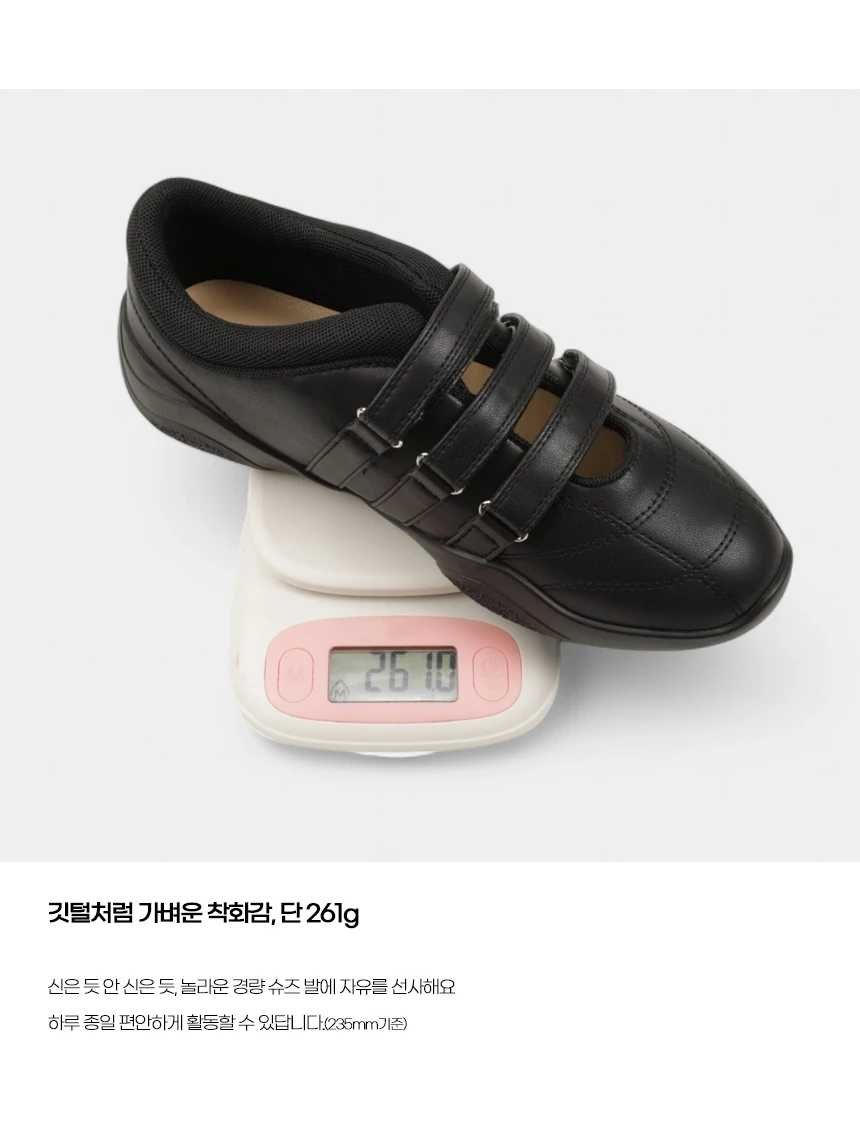 261.0
M
깃털처럼 가벼운 착화감, 단 261g
신은 듯 안 신은 듯, 놀라운 경량 슈즈 발에 자유를 선사해요
하루 종일 편안하게 활동할 수 있답니다.(235mm기준)